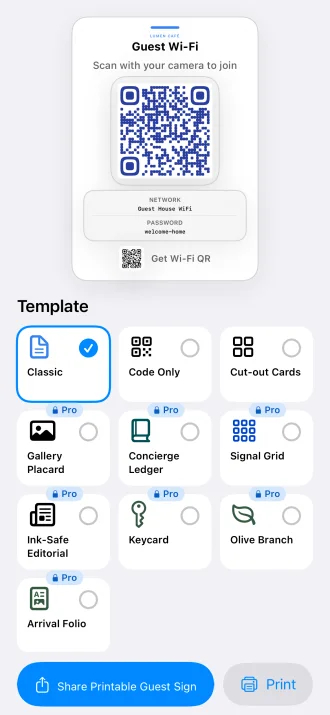 LUMEN CAFÉ
Guest Wi-Fi
Scan with your camera to join
NETWORK
Guest House WiFi
PASSWORD
welcome-home
Get Wi-Fi QR
Template
Classic
Code Only
Cut-out Cards
Pro
Pro
Pro
Gallery
Placard
Concierge
Ledger
Signal Grid
Pro
Pro
Pro
Ink-Safe
Editorial
Keycard
Olive Branch
Pro
Arrival Folio
Share Printable Guest Sign
Print